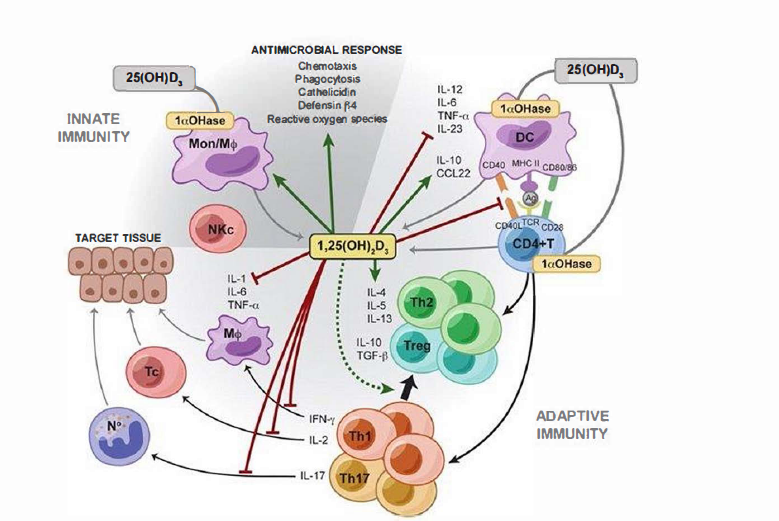 ANTIMICROBIAL RESPONSE
Chemotaxis
Phagocytosis
Cathelicidin
Defensin β4
Reactive oxygen species
25(OH)D3
1αOHase
Mon/Mϕ
INNATE
IMMUNITY
NKc
IL-12
IL-6
TNF-α
IL-23
IL-10
CCL22
25(OH)D3
1αOHase
DC
CD40
MHC II
CD80/86
Ag
CD40L
TCR
CD28
CD4+T
1αOHase
1,25(OH)2D3
TARGET TISSUE
IL-1
IL-6
TNF-α
Mϕ
Tc
N°
IL-4
IL-5
IL-13
Th2
IL-10
TGF-β
Treg
IFN-γ
IL-2
IL-17
Th1
Th17
ADAPTIVE
IMMUNITY